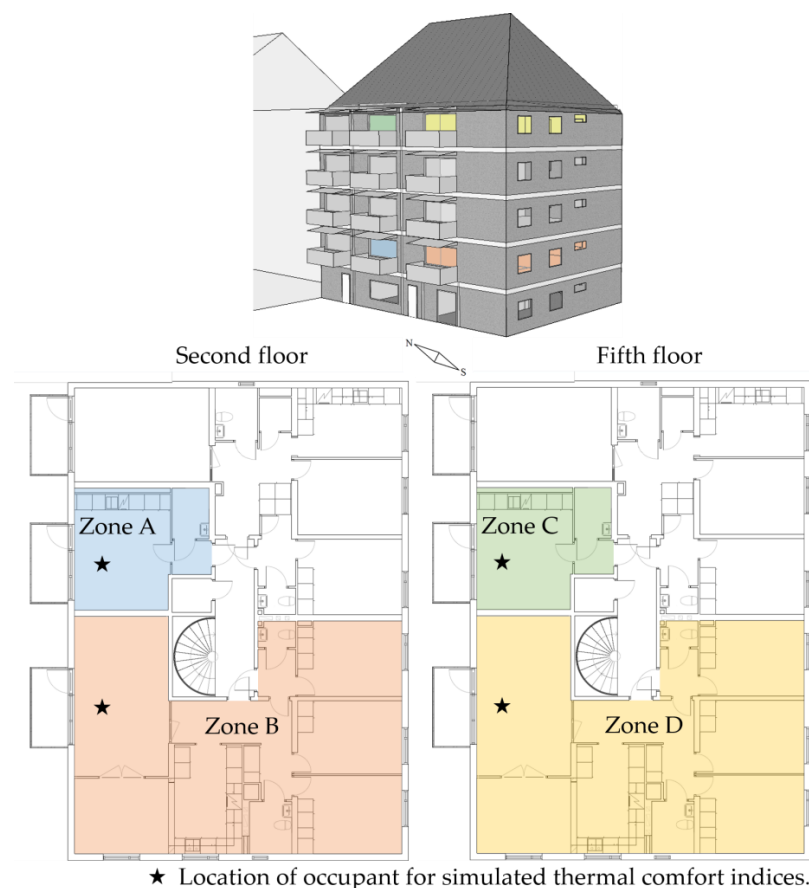 Second floor
N
S
Fifth floor
Zone A
Zone C
Zone B
Zone D
★ Location of occupant for simulated thermal comfort indices.